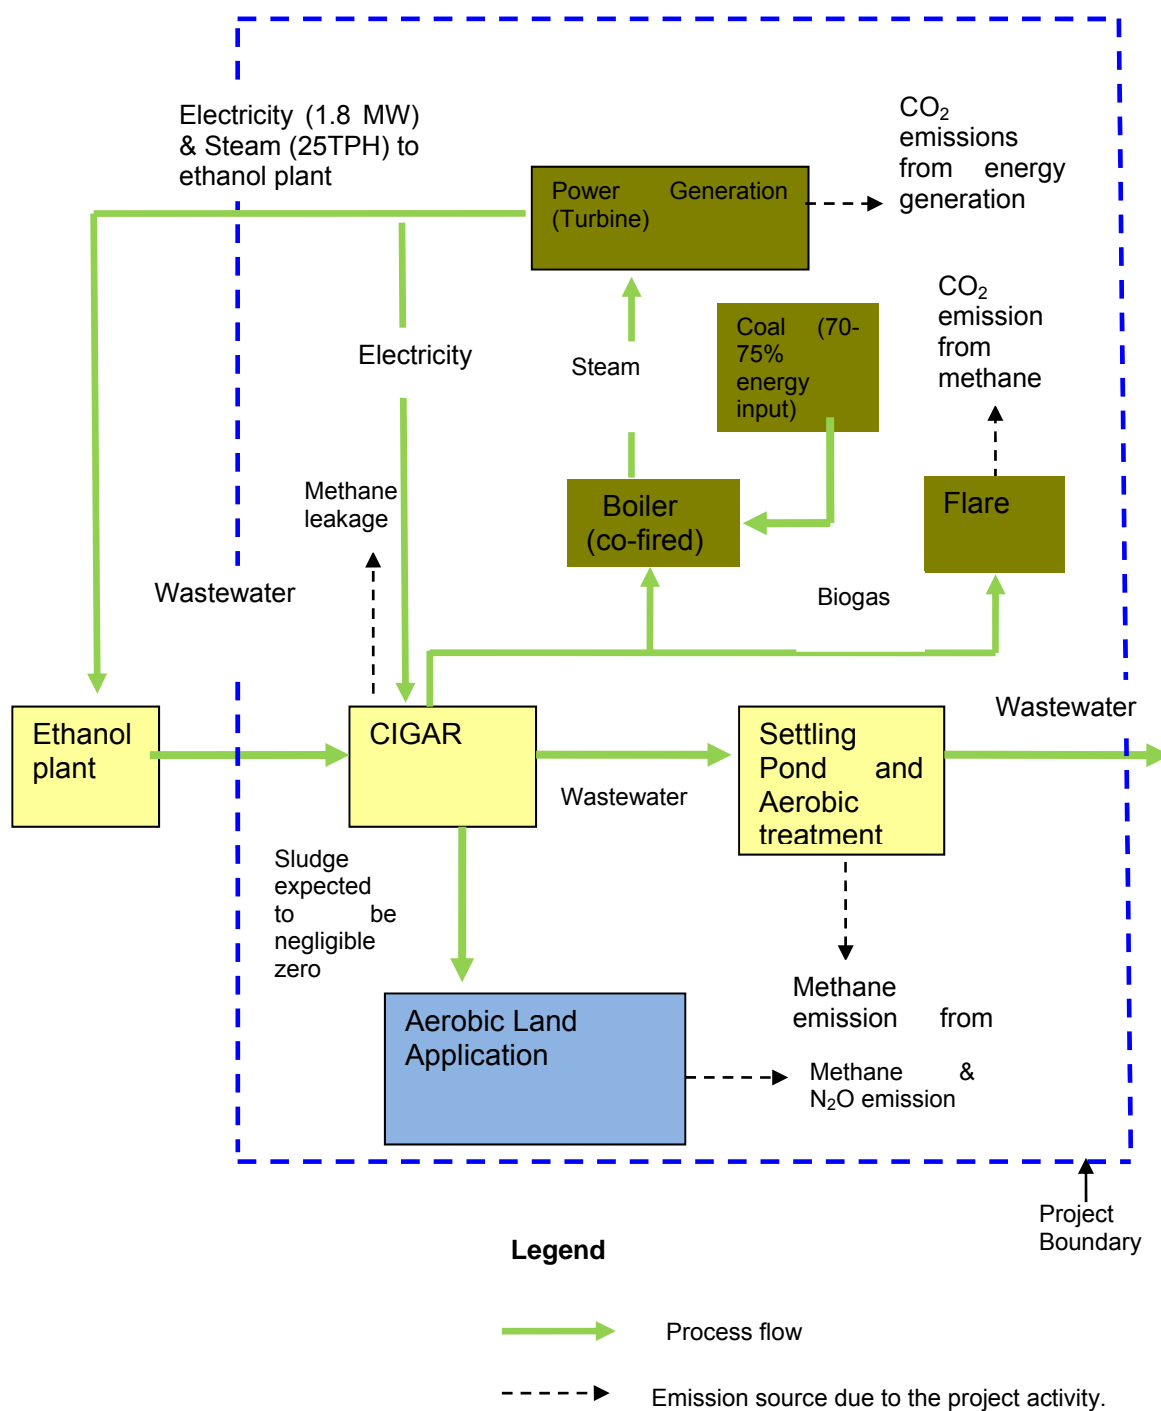 Electricity (1.8 MW)
& Steam (25TPH) to
ethanol plant
CO₂
emissions
from energy
generation
Power Generation
(Turbine)
CO₂
emission
from
methane
Coal (70-
75%
energy
input)
Electricity
Steam
Methane
leakage
Boiler
(co-fired)
Flare
Wastewater
Biogas
Wastewater
Ethanol
plant
CIGAR
Settling
Pond and
Aerobic
treatment
Wastewater
Sludge
expected
to be
negligible
zero
Methane
emission from
Aerobic Land
Application
Methane &
N₂O emission
Project
Boundary
Legend
Process flow
Emission source due to the project activity.